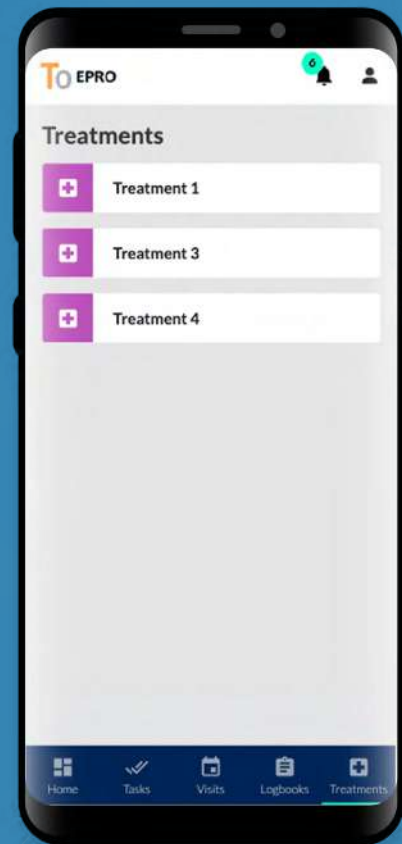 TO EPRO
6
Treatments
Treatment 1
Treatment 3
Treatment 4
Home Tasks Visits Logbooks Treatments